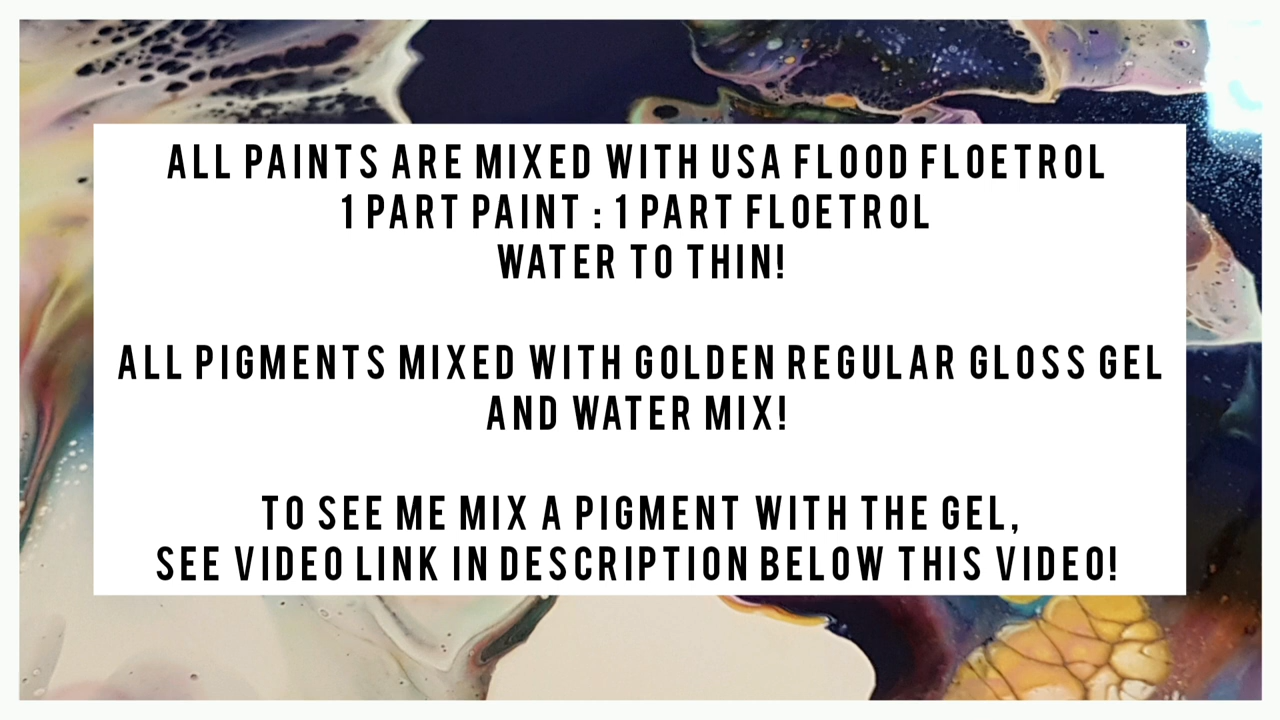 ALL PAINTS ARE MIXED WITH USA FLOOD FLOETROL
1 PART PAINT : 1 PART FLOETROL
WATER TO THIN!
ALL PIGMENTS MIXED WITH GOLDEN REGULAR GLOSS GEL
AND WATER MIX!
TO SEE ME MIX A PIGMENT WITH THE GEL,
SEE VIDEO LINK IN DESCRIPTION BELOW THIS VIDEO!